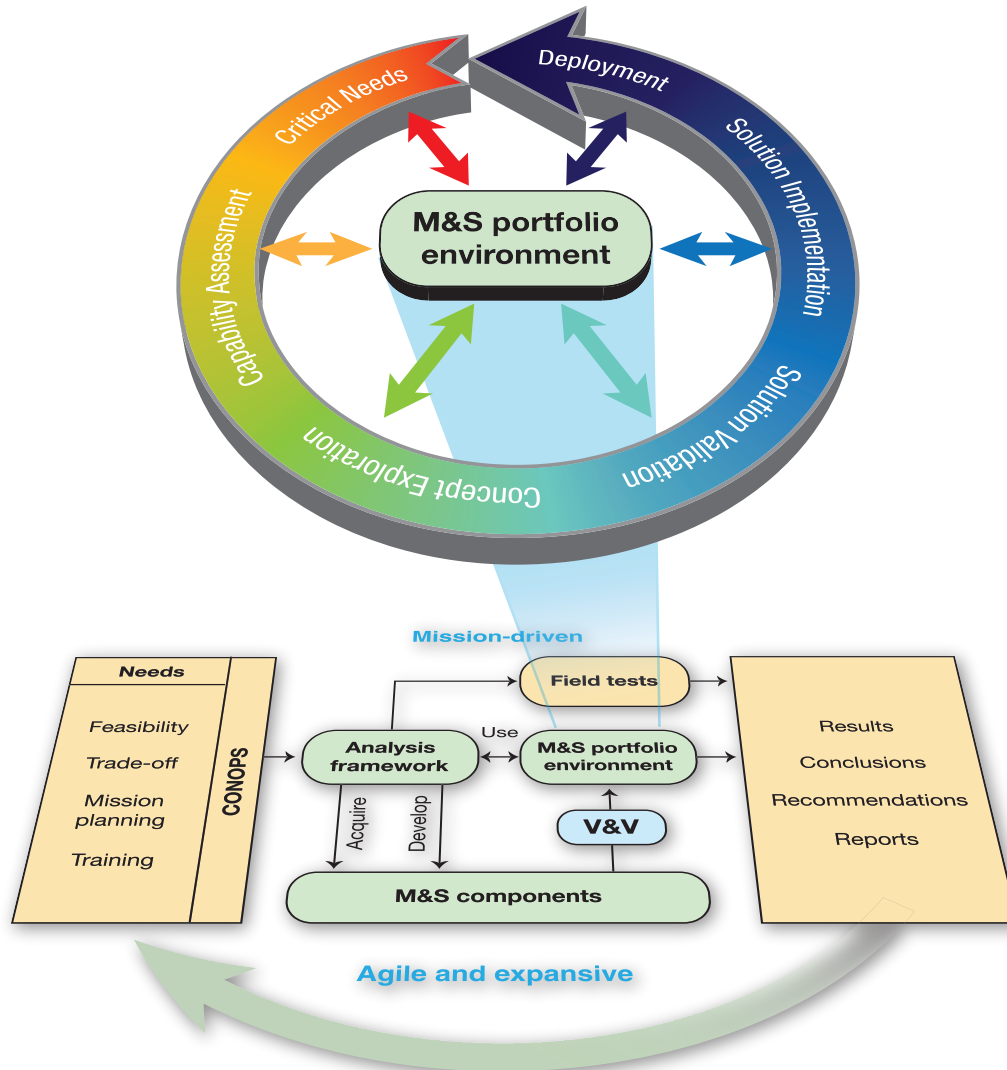 Deployment
Critical Needs
Solution Implementation
M&S portfolio
environment
Capability Assessment
Solution Validation
Concept Exploration
Mission-driven
Needs
Field tests
Feasibility
Trade-off
Mission
planning
Training
CONOPS
Analysis
framework
Use
M&S portfolio
environment
Acquire
Develop
V&V
M&S components
Results
Conclusions
Recommendations
Reports
Agile and expansive